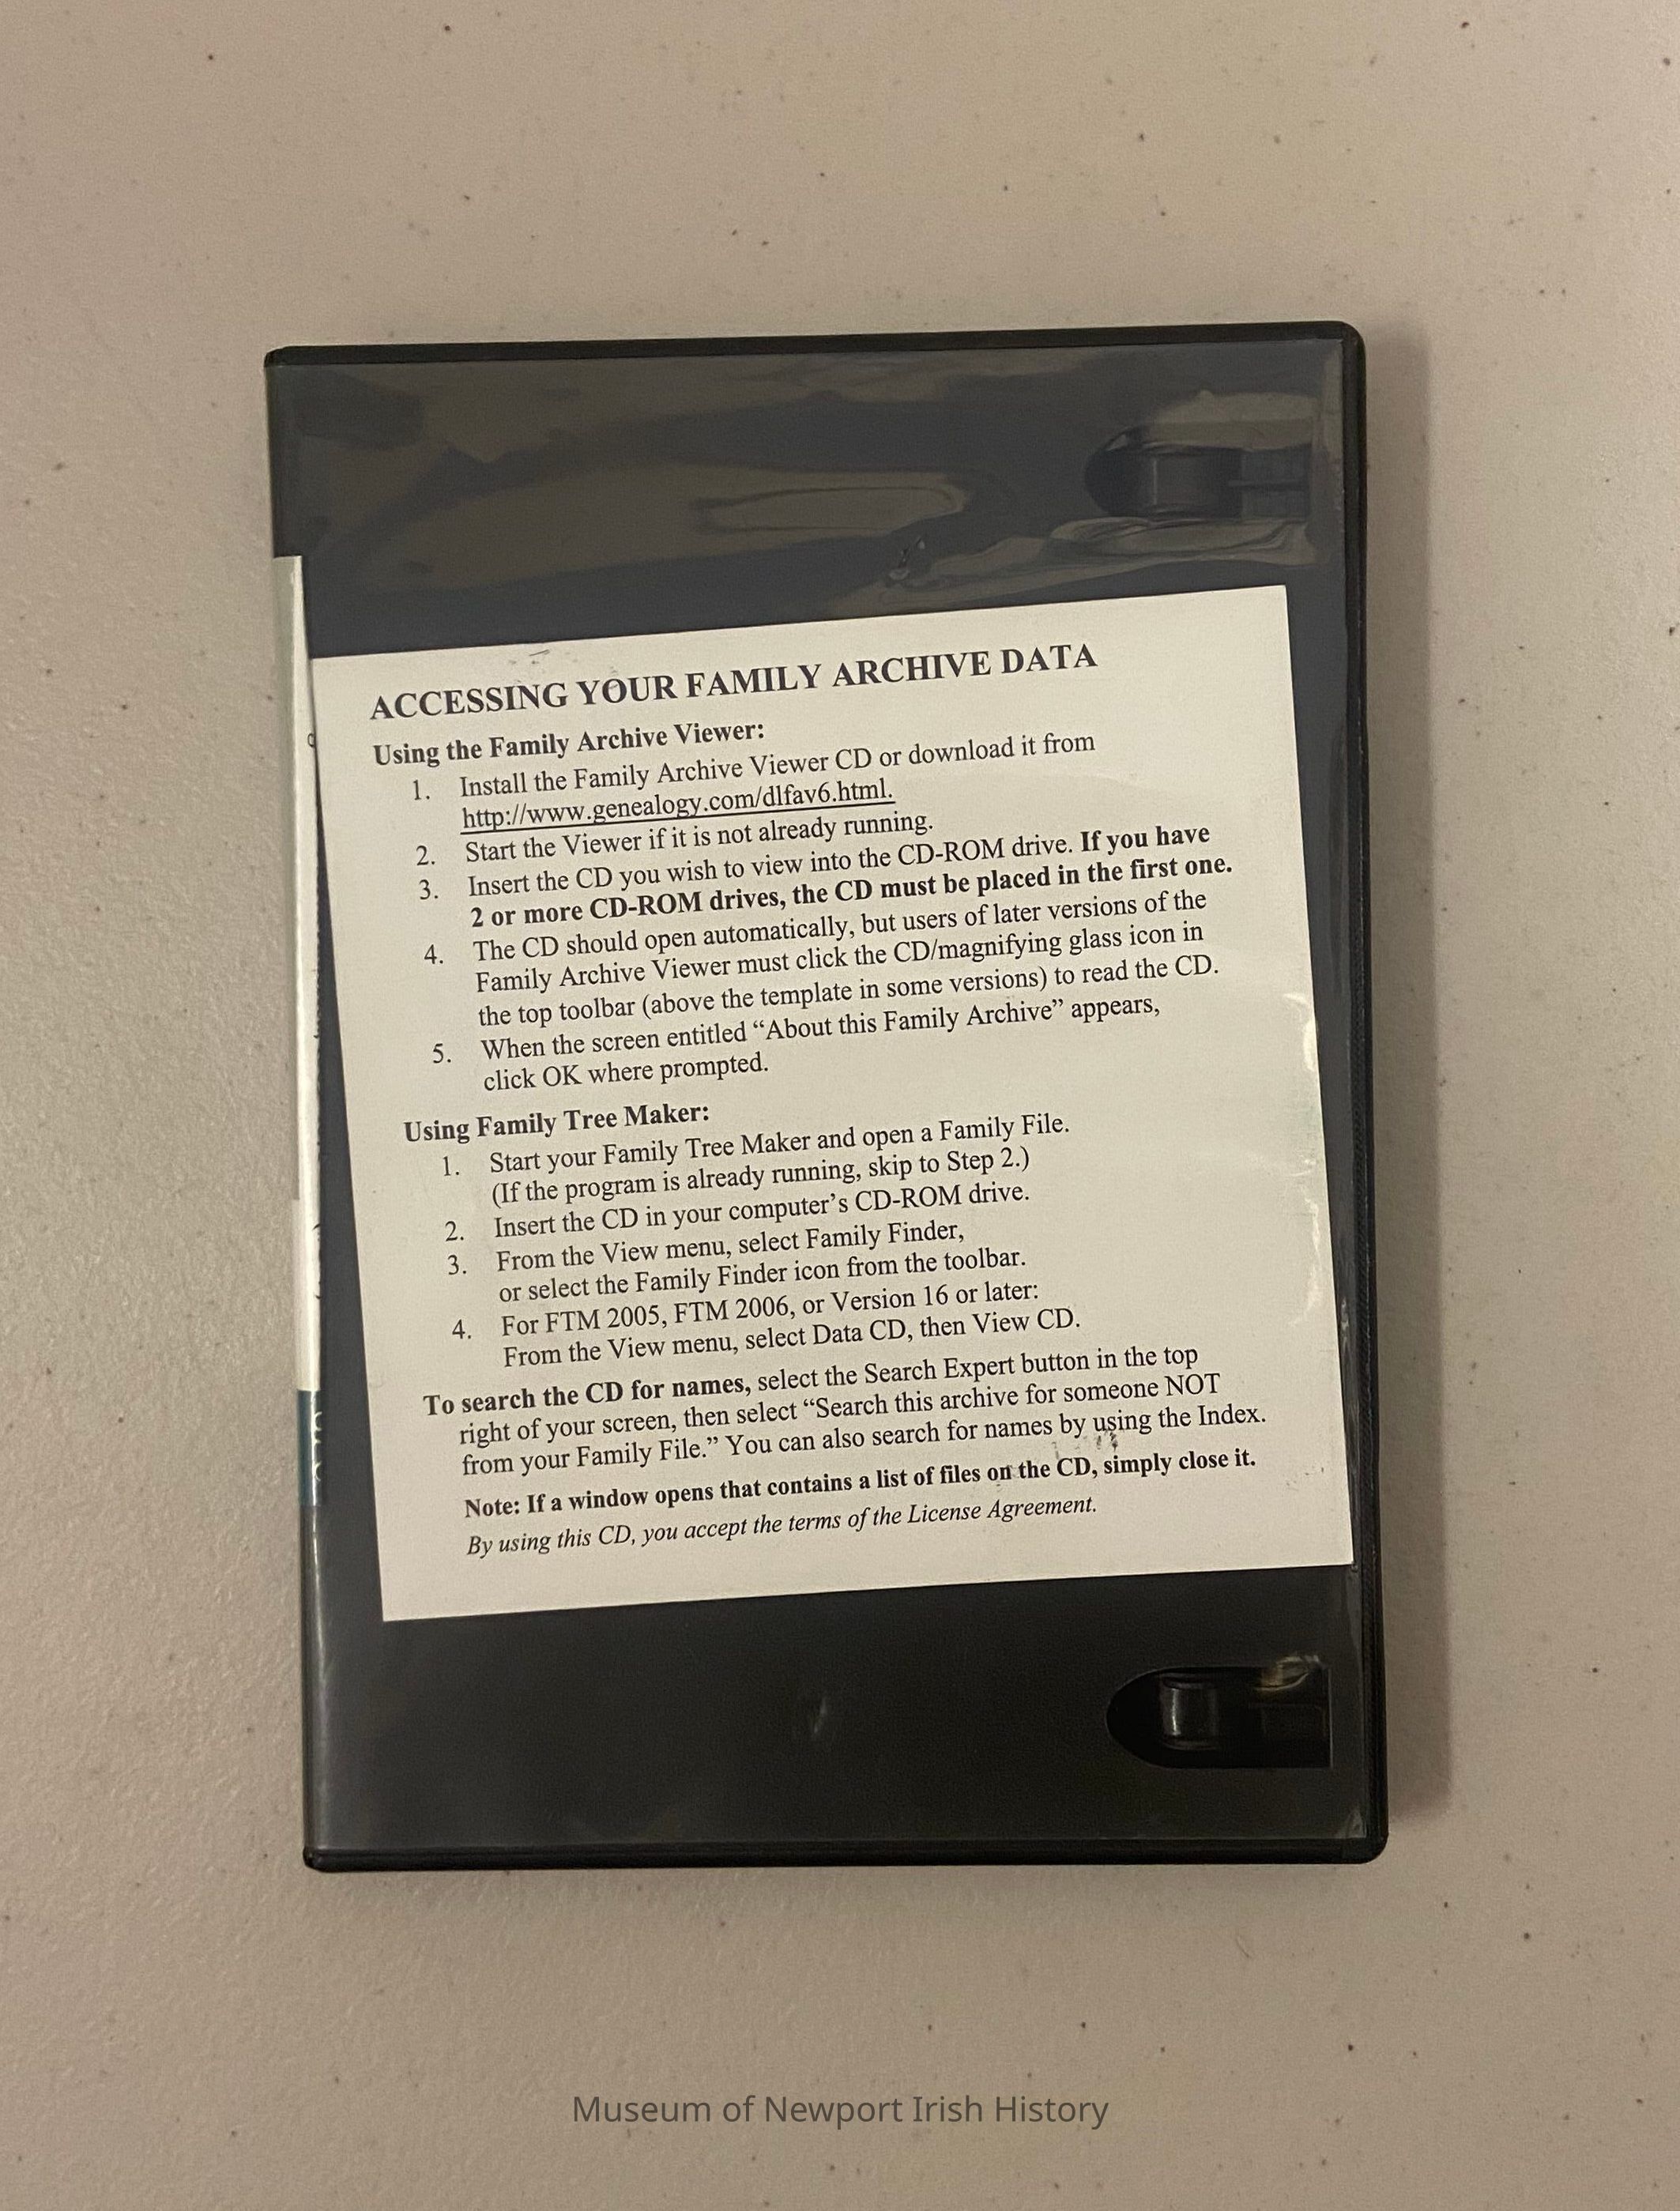 ACCESSING YOUR FAMILY ARCHIVE DATA
Using the Family Archive Viewer:
1. Install the Family Archive Viewer CD or download it from
http://www.genealogy.com/dlfav6.html.
2. Start the Viewer if it is not already running.
3. Insert the CD you wish to view into the CD-ROM drive. If you have
2 or more CD-ROM drives, the CD must be placed in the first one.
4. The CD should open automatically, but users of later versions of the
Family Archive Viewer must click the CD/magnifying glass icon in
the top toolbar (above the template in some versions) to read the CD.
5. When the screen entitled “About this Family Archive” appears,
click OK where prompted.
Using Family Tree Maker:
1. Start your Family Tree Maker and open a Family File.
(If the program is already running, skip to Step 2.)
2. Insert the CD in your computer’s CD-ROM drive.
3. From the View menu, select Family Finder,
or select the Family Finder icon from the toolbar.
4. For FTM 2005, FTM 2006, or Version 16 or later:
From the View menu, select Data CD, then View CD.
To search the CD for names, select the Search Expert button in the top
right of your screen, then select “Search this archive for someone NOT
from your Family File.” You can also search for names by using the Index.
Note: If a window opens that contains a list of files on the CD, simply close it.
By using this CD, you accept the terms of the License Agreement.
Museum of Newport Irish History